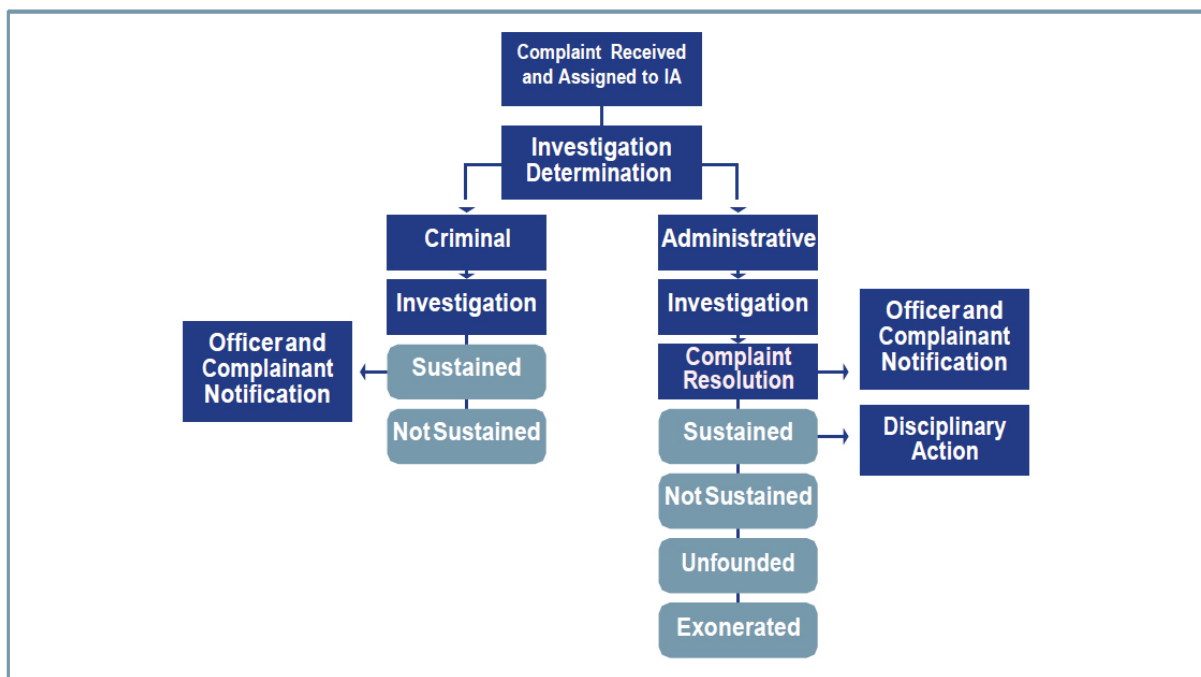 Complaint Received
and Assigned to IA
Investigation
Determination
Criminal
Administrative
Investigation
Investigation
Officer and
Complainant
Notification
Sustained
Not Sustained
Complaint
Resolution
Officer and
Complainant
Notification
Sustained
Disciplinary
Action
Not Sustained
Unfounded
Exonerated